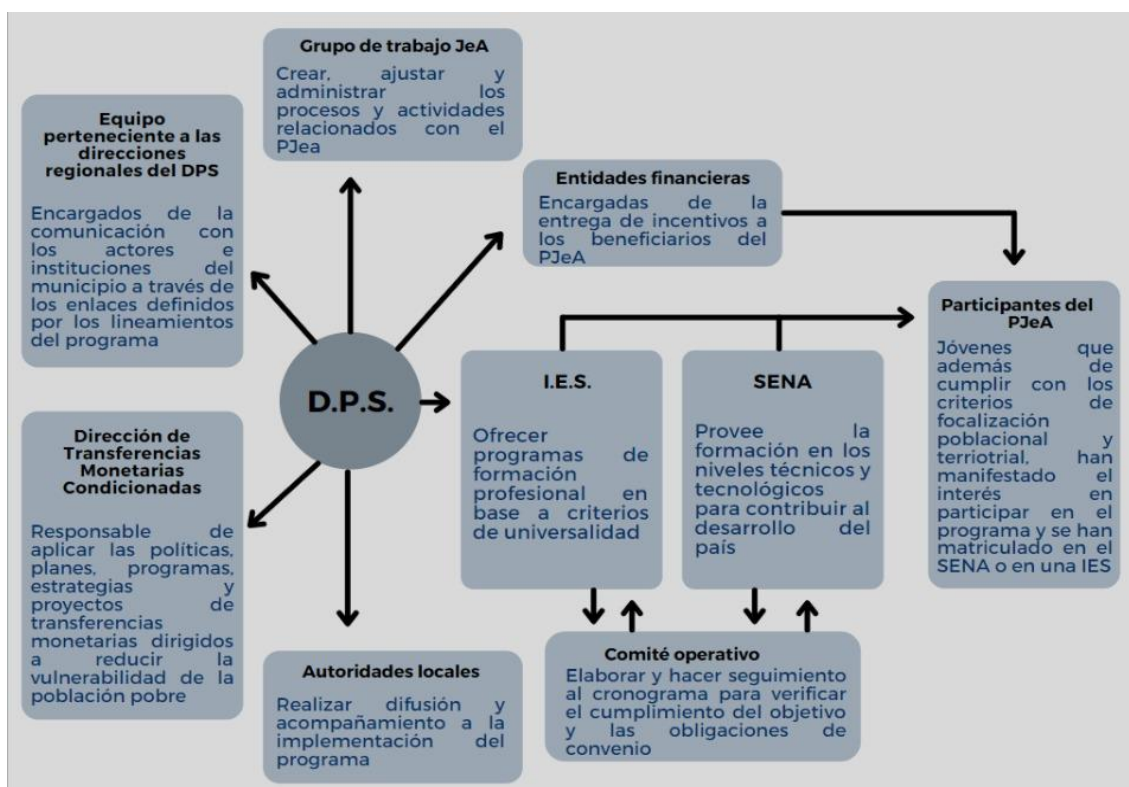 Grupo de trabajo JeA
Crear, ajustar y
administrar los
procesos y actividades
relacionados con el
PJea
Equipo
perteneciente a las
direcciones
regionales del DPS
Encargados de la
comunicación con
los actores e
instituciones del
municipio a través de
los enlaces definidos
por los lineamientos
del programa
Entidades financieras
Encargadas de la
entrega de incentivos a
los beneficiarios del
PJeA
D.P.S.
I.E.S.
Ofrecer
programas de
formación
profesional en
base a criterios
de universalidad
SENA
Provee la
formación en los
niveles técnicos y
tecnológicos
para contribuir al
desarrollo del
país
Participantes del
PJeA
Jóvenes que
además de
cumplir con los
criterios de
focalización
poblacional y
terriotrial, han
manifestado el
interés en
participar en el
programa y se han
matriculado en el
SENA o en una IES
Dirección de
Transferencias
Monetarias
Condicionadas
Responsable de
aplicar las políticas,
planes, programas,
estrategias y
proyectos de
transferencias
monetarias dirigidos
a reducir la
vulnerabilidad de la
población pobre
Autoridades locales
Realizar difusión y
acompañamiento a la
implementación del
programa
Comité operativo
Elaborar y hacer seguimiento
al cronograma para verificar
el cumplimiento del objetivo
y las obligaciones de
convenio